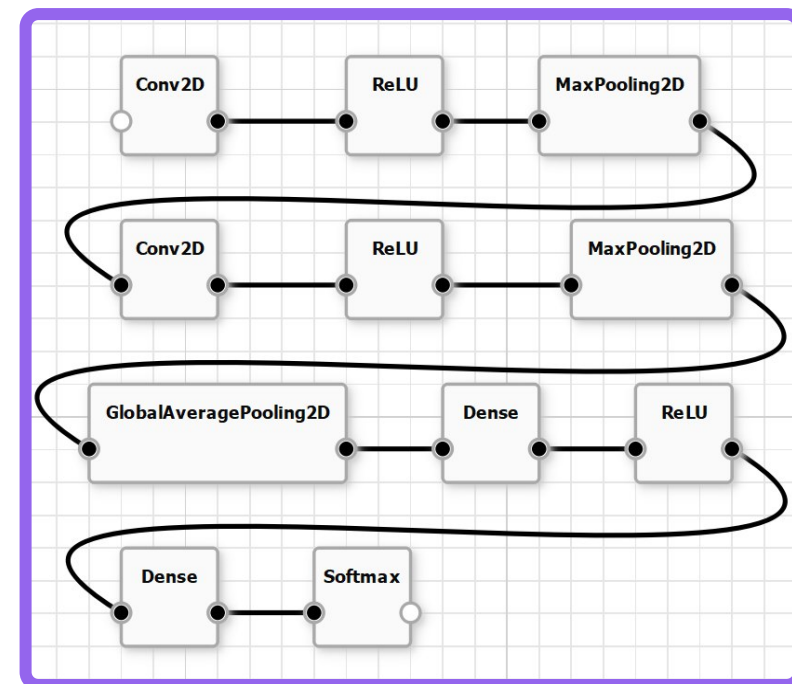 Conv2D ReLU MaxPooling2D
Conv2D ReLU MaxPooling2D
GlobalAveragePooling2D Dense ReLU
Dense Softmax